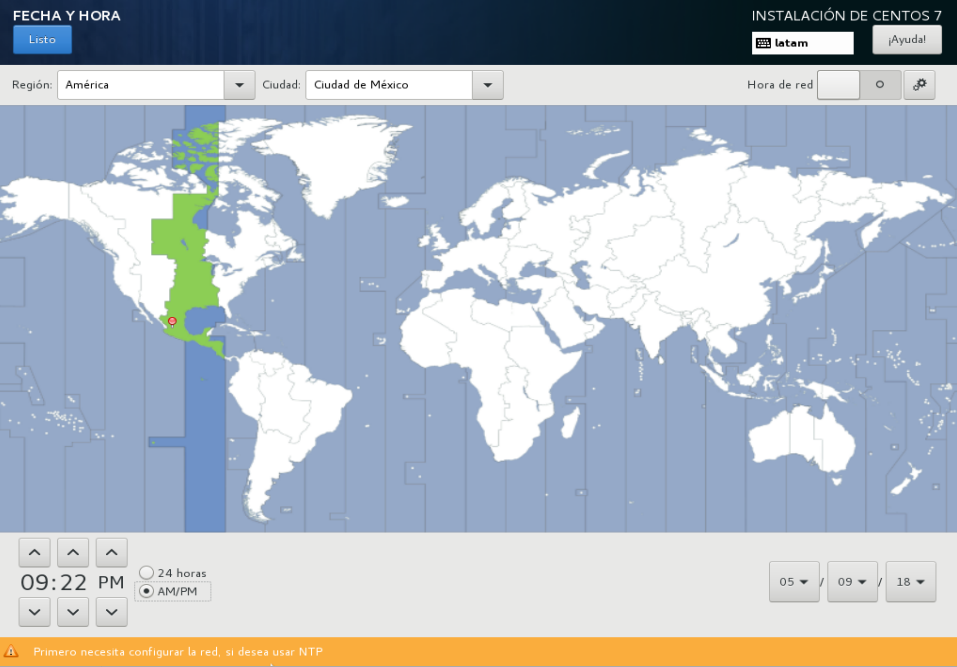 FECHA Y HORA
INSTALACIÓN DE CENTOS 7
Listo
latam
¡Ayuda!
Región: América Ciudad: Ciudad de México Hora de red O
09:22 PM
24 horas
AM/PM
05 / 09 / 18
Primero necesita configurar la red, si desea usar NTP